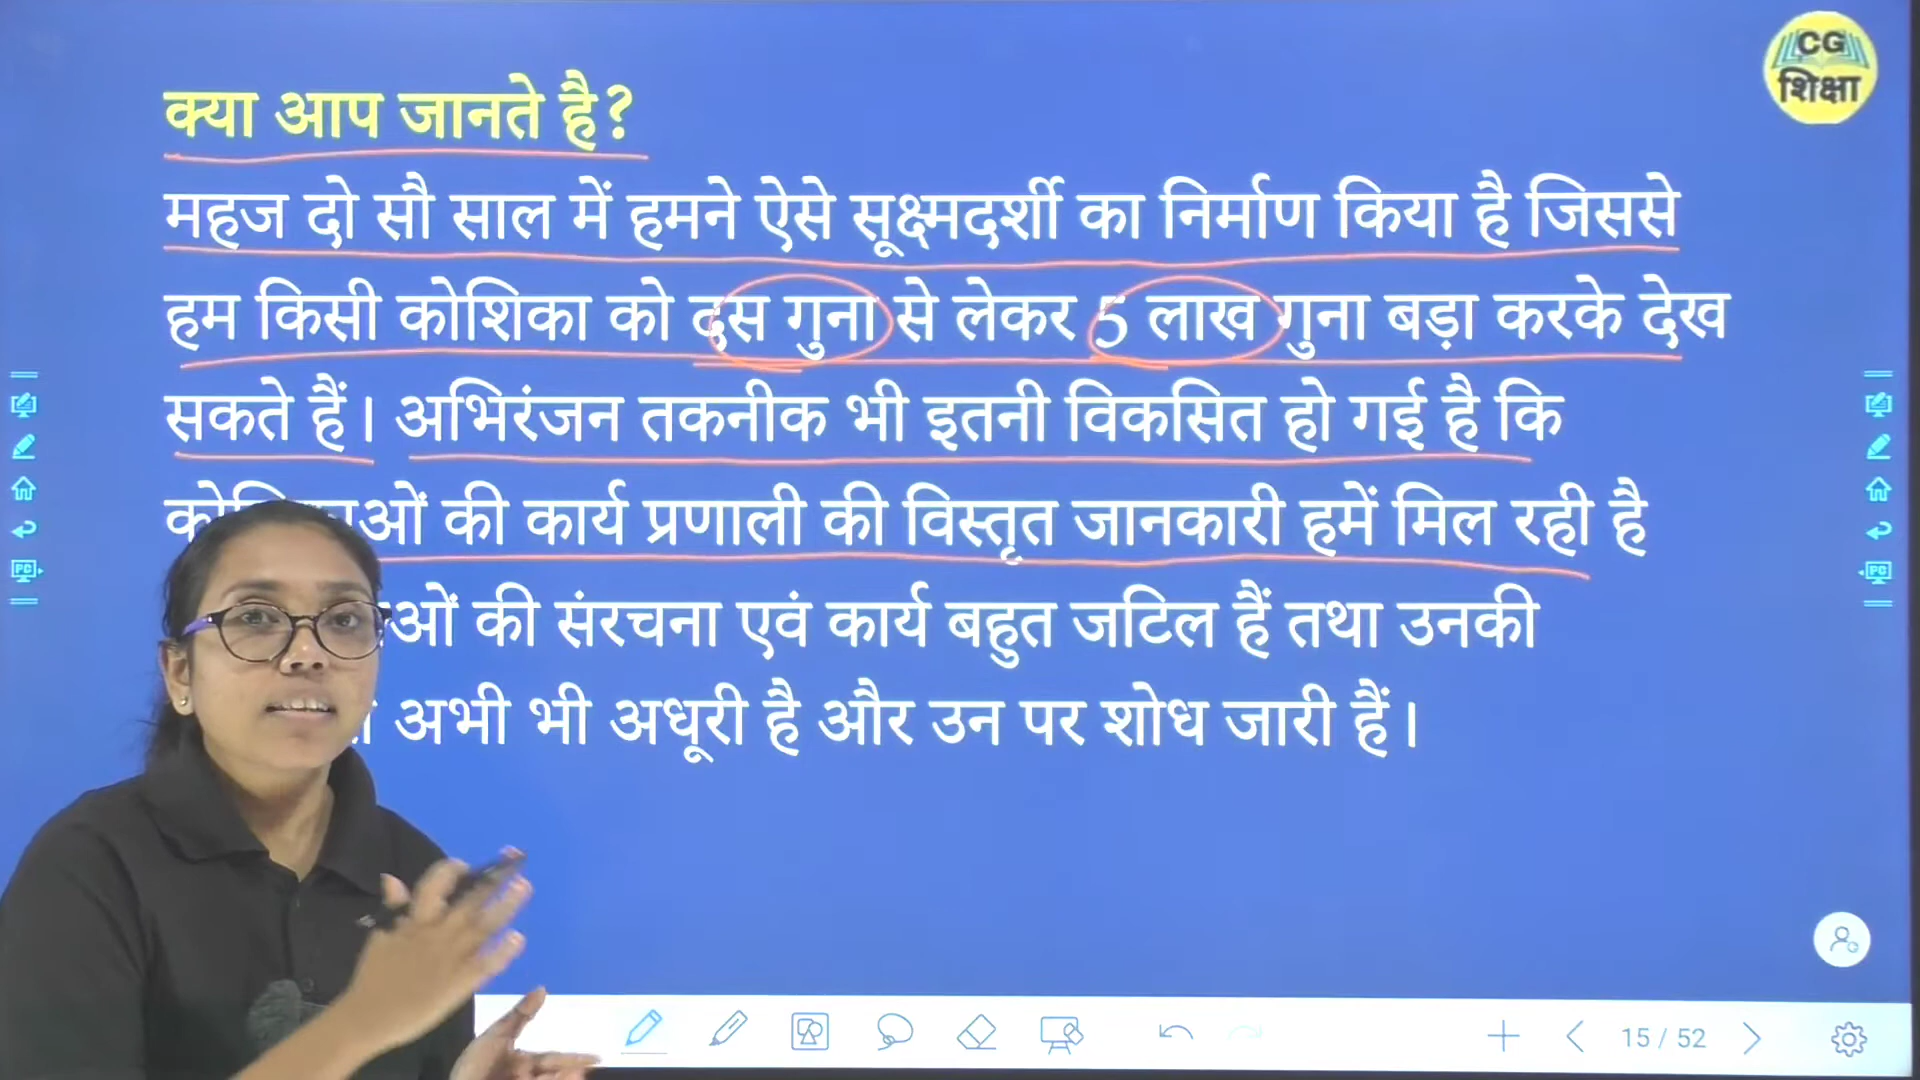 CG
शिक्षा
क्या आप जानते है?
महज दो सौ साल में हमने ऐसे सूक्ष्मदर्शी का निर्माण किया है जिससे
हम किसी कोशिका को दस गुना से लेकर 5 लाख गुना बड़ा करके देख
सकते हैं। अभिरंजन तकनीक भी इतनी विकसित हो गई है कि
की कार्य प्रणाली की विस्तृत जानकारी हमें मिल रही है
की संरचना एवं कार्य बहुत जटिल हैं तथा उनकी
अभी भी अधूरी है और उन पर शोध जारी हैं।
PC
PC
15 / 52